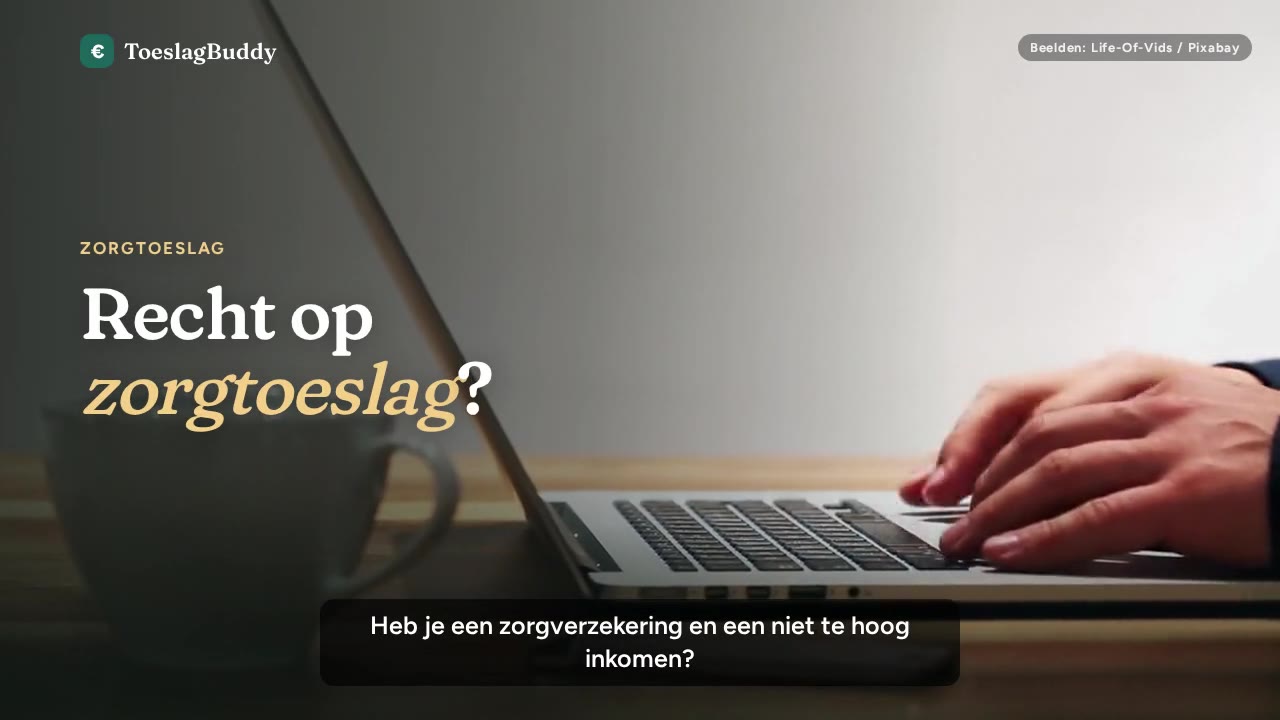 € ToeslagBuddy
Beelden: Life-Of-Vids / Pixabay
ZORGTOESLAG
Recht op
zorgtoeslag?
Heb je een zorgverzekering en een niet te hoog
inkomen?